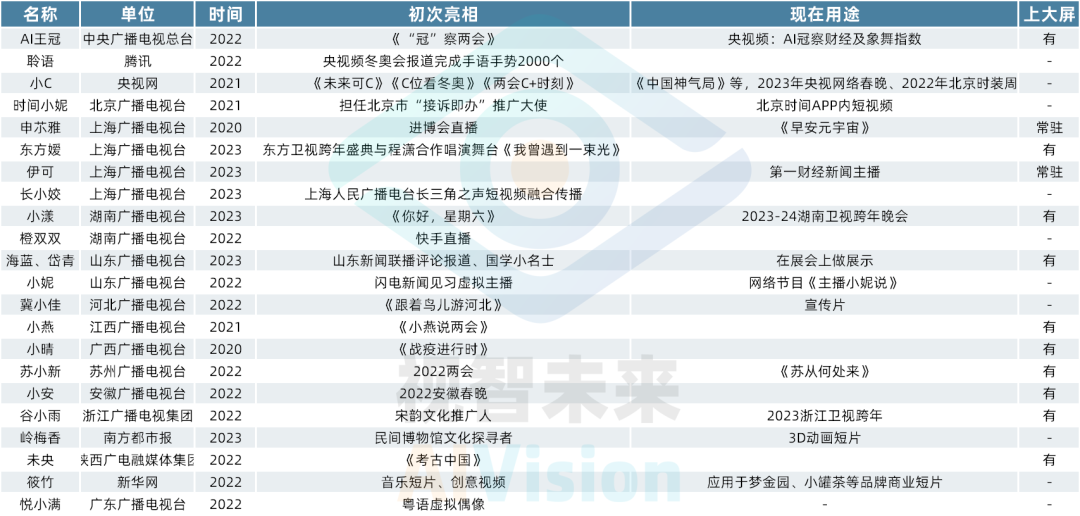 名称 单位 时间 初次亮相 现在用途 上大屏
AI王冠 中央广播电视总台 2022 《“冠”察两会》 央视频：AI冠察财经及象舞指数 有
聆语 腾讯 2022 央视频冬奥会报道完成手语手势2000个 -
小C 央视网 2021 《未来可C》《C位看冬奥》《两会C+时刻》 《中国神气局》等，2023年央视网络春晚、2022年北京时装周 -
时间小妮 北京广播电视台 2021 担任北京市“接诉即办”推广大使 北京时间APP内短视频 -
申䒕雅 上海广播电视台 2020 进博会直播 《早安元宇宙》 常驻
东方媛 上海广播电视台 2023 东方卫视跨年盛典与程潇合作唱演舞台《我曾遇到一束光》 有
伊可 上海广播电视台 2023 第一财经新闻主播 常驻
长小姣 上海广播电视台 2023 上海人民广播电台长三角之声短视频融合传播 -
小漾 湖南广播电视台 2023 《你好，星期六》 2023-24湖南卫视跨年晚会 有
橙双双 湖南广播电视台 2022 快手直播 -
海蓝、岱青 山东广播电视台 2023 山东新闻联播评论报道、国学小名士 在展会上做展示 有
小妮 山东广播电视台 2022 闪电新闻见习虚拟主播 网络节目《主播小妮说》 -
冀小佳 河北广播电视台 2022 《跟着鸟儿游河北》 宣传片 -
小燕 江西广播电视台 2021 《小燕说两会》 有
小晴 广西广播电视台 2020 《战疫进行时》 有
苏小新 苏州广播电视台 2022 2022两会 《苏从何处来》 有
小安 安徽广播电视台 2022 2022安徽春晚 有
谷小雨 浙江广播电视集团 2022 宋韵文化推广人 2023浙江卫视跨年 有
岭梅香 南方都市报 2023 民间博物馆文化探寻者 3D动画短片 -
未央 陕西广电融媒体集团 2022 《考古中国》 有
筱竹 新华网 2022 音乐短片、创意视频 应用于梦金园、小罐茶等品牌商业短片 -
悦小满 广东广播电视台 2022 粤语虚拟偶像 - -
视智未来
AIVision